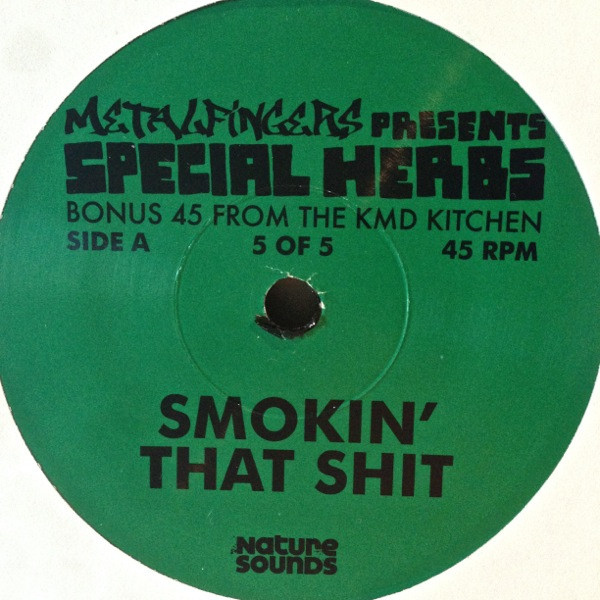 METALFINGERS PRESENTS
SPECIAL HERBS
BONUS 45 FROM THE KMD KITCHEN
SIDE A 5 OF 5 45 RPM
SMOKIN'
THAT SHIT
Nature
SOUNDS